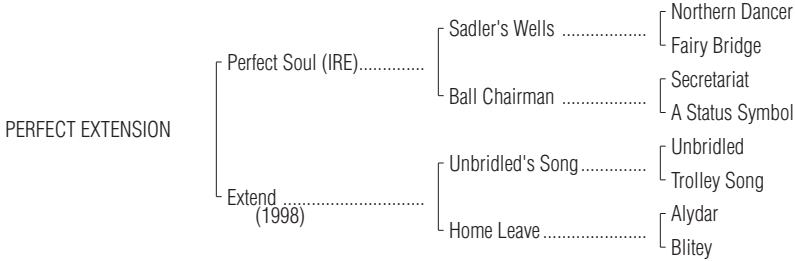 Northern Dancer
Sadler's Wells ..................
Fairy Bridge
Perfect Soul (IRE)..............
Secretariat
Ball Chairman ..................
A Status Symbol
PERFECT EXTENSION
Unbridled
Unbridled's Song..............
Trolley Song
Extend ..............................
(1998)
Alydar
Home Leave......................
Blitey